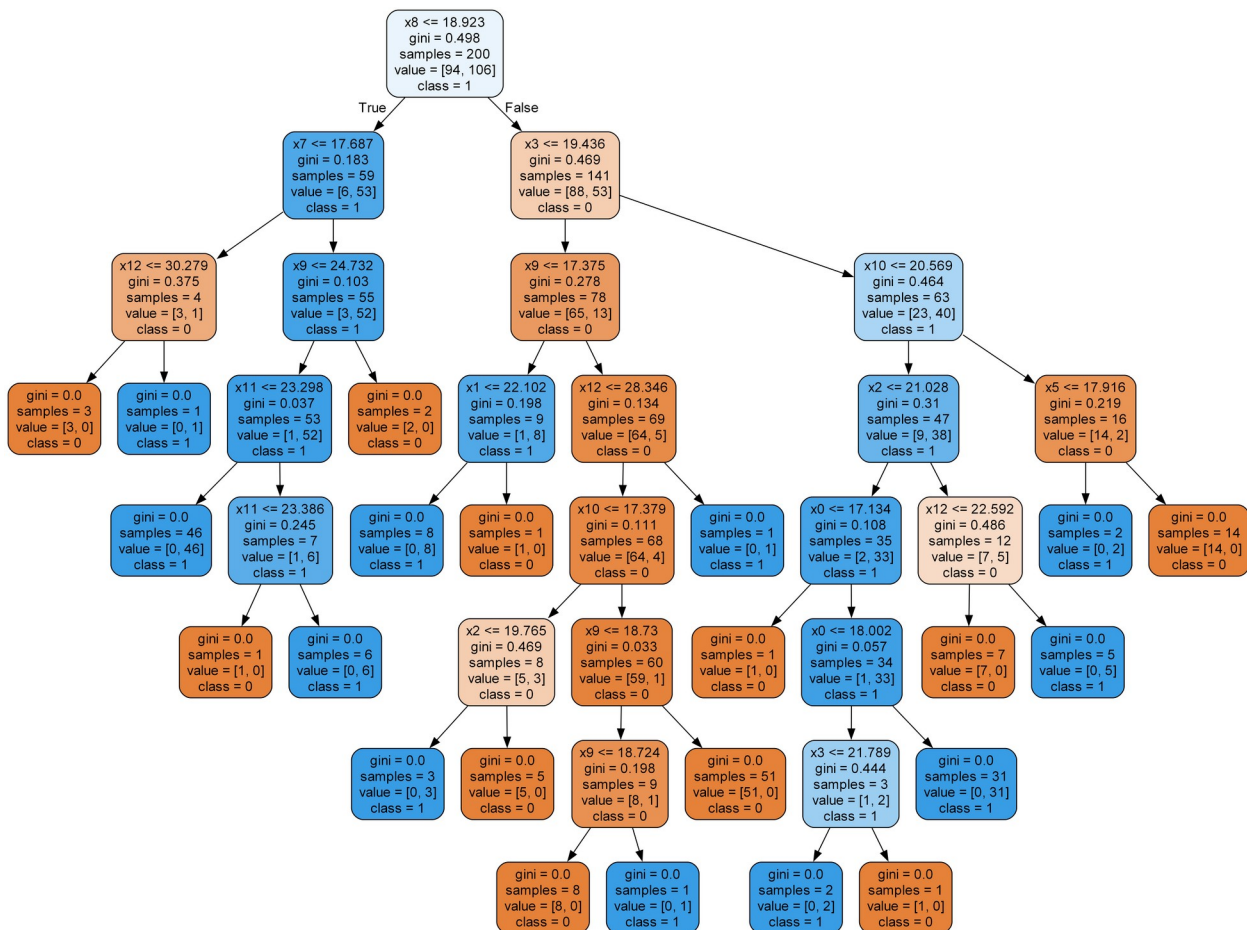 x8 <= 18.923
gini = 0.498
samples = 200
value = [94, 106]
class = 1
True
False
x7 <= 17.687
gini = 0.183
samples = 59
value = [6, 53]
class = 1
x3 <= 19.436
gini = 0.469
samples = 141
value = [88, 53]
class = 0
x12 <= 30.279
gini = 0.375
samples = 4
value = [3, 1]
class = 0
x9 <= 24.732
gini = 0.103
samples = 55
value = [3, 52]
class = 1
x9 <= 17.375
gini = 0.278
samples = 78
value = [65, 13]
class = 0
x10 <= 20.569
gini = 0.464
samples = 63
value = [23, 40]
class = 1
gini = 0.0
samples = 3
value = [3, 0]
class = 0
gini = 0.0
samples = 1
value = [0, 1]
class = 1
x11 <= 23.298
gini = 0.037
samples = 53
value = [1, 52]
class = 1
gini = 0.0
samples = 2
value = [2, 0]
class = 0
x1 <= 22.102
gini = 0.198
samples = 9
value = [1, 8]
class = 1
x12 <= 28.346
gini = 0.134
samples = 69
value = [64, 5]
class = 0
x2 <= 21.028
gini = 0.31
samples = 47
value = [9, 38]
class = 1
x5 <= 17.916
gini = 0.219
samples = 16
value = [14, 2]
class = 0
gini = 0.0
samples = 46
value = [0, 46]
class = 1
x11 <= 23.386
gini = 0.245
samples = 7
value = [1, 6]
class = 1
gini = 0.0
samples = 8
value = [0, 8]
class = 1
gini = 0.0
samples = 1
value = [1, 0]
class = 0
x10 <= 17.379
gini = 0.111
samples = 68
value = [64, 4]
class = 0
gini = 0.0
samples = 1
value = [0, 1]
class = 1
x0 <= 17.134
gini = 0.108
samples = 35
value = [2, 33]
class = 1
x12 <= 22.592
gini = 0.486
samples = 12
value = [7, 5]
class = 0
gini = 0.0
samples = 2
value = [0, 2]
class = 1
gini = 0.0
samples = 14
value = [14, 0]
class = 0
gini = 0.0
samples = 1
value = [1, 0]
class = 0
gini = 0.0
samples = 6
value = [0, 6]
class = 1
x2 <= 19.765
gini = 0.469
samples = 8
value = [5, 3]
class = 0
x9 <= 18.73
gini = 0.033
samples = 60
value = [59, 1]
class = 0
gini = 0.0
samples = 1
value = [1, 0]
class = 0
x0 <= 18.002
gini = 0.057
samples = 34
value = [1, 33]
class = 1
gini = 0.0
samples = 7
value = [7, 0]
class = 0
gini = 0.0
samples = 5
value = [0, 5]
class = 1
gini = 0.0
samples = 3
value = [0, 3]
class = 1
gini = 0.0
samples = 5
value = [5, 0]
class = 0
x9 <= 18.724
gini = 0.198
samples = 9
value = [8, 1]
class = 0
gini = 0.0
samples = 51
value = [51, 0]
class = 0
x3 <= 21.789
gini = 0.444
samples = 3
value = [1, 2]
class = 1
gini = 0.0
samples = 31
value = [0, 31]
class = 1
gini = 0.0
samples = 8
value = [8, 0]
class = 0
gini = 0.0
samples = 1
value = [0, 1]
class = 1
gini = 0.0
samples = 2
value = [0, 2]
class = 1
gini = 0.0
samples = 1
value = [1, 0]
class = 0